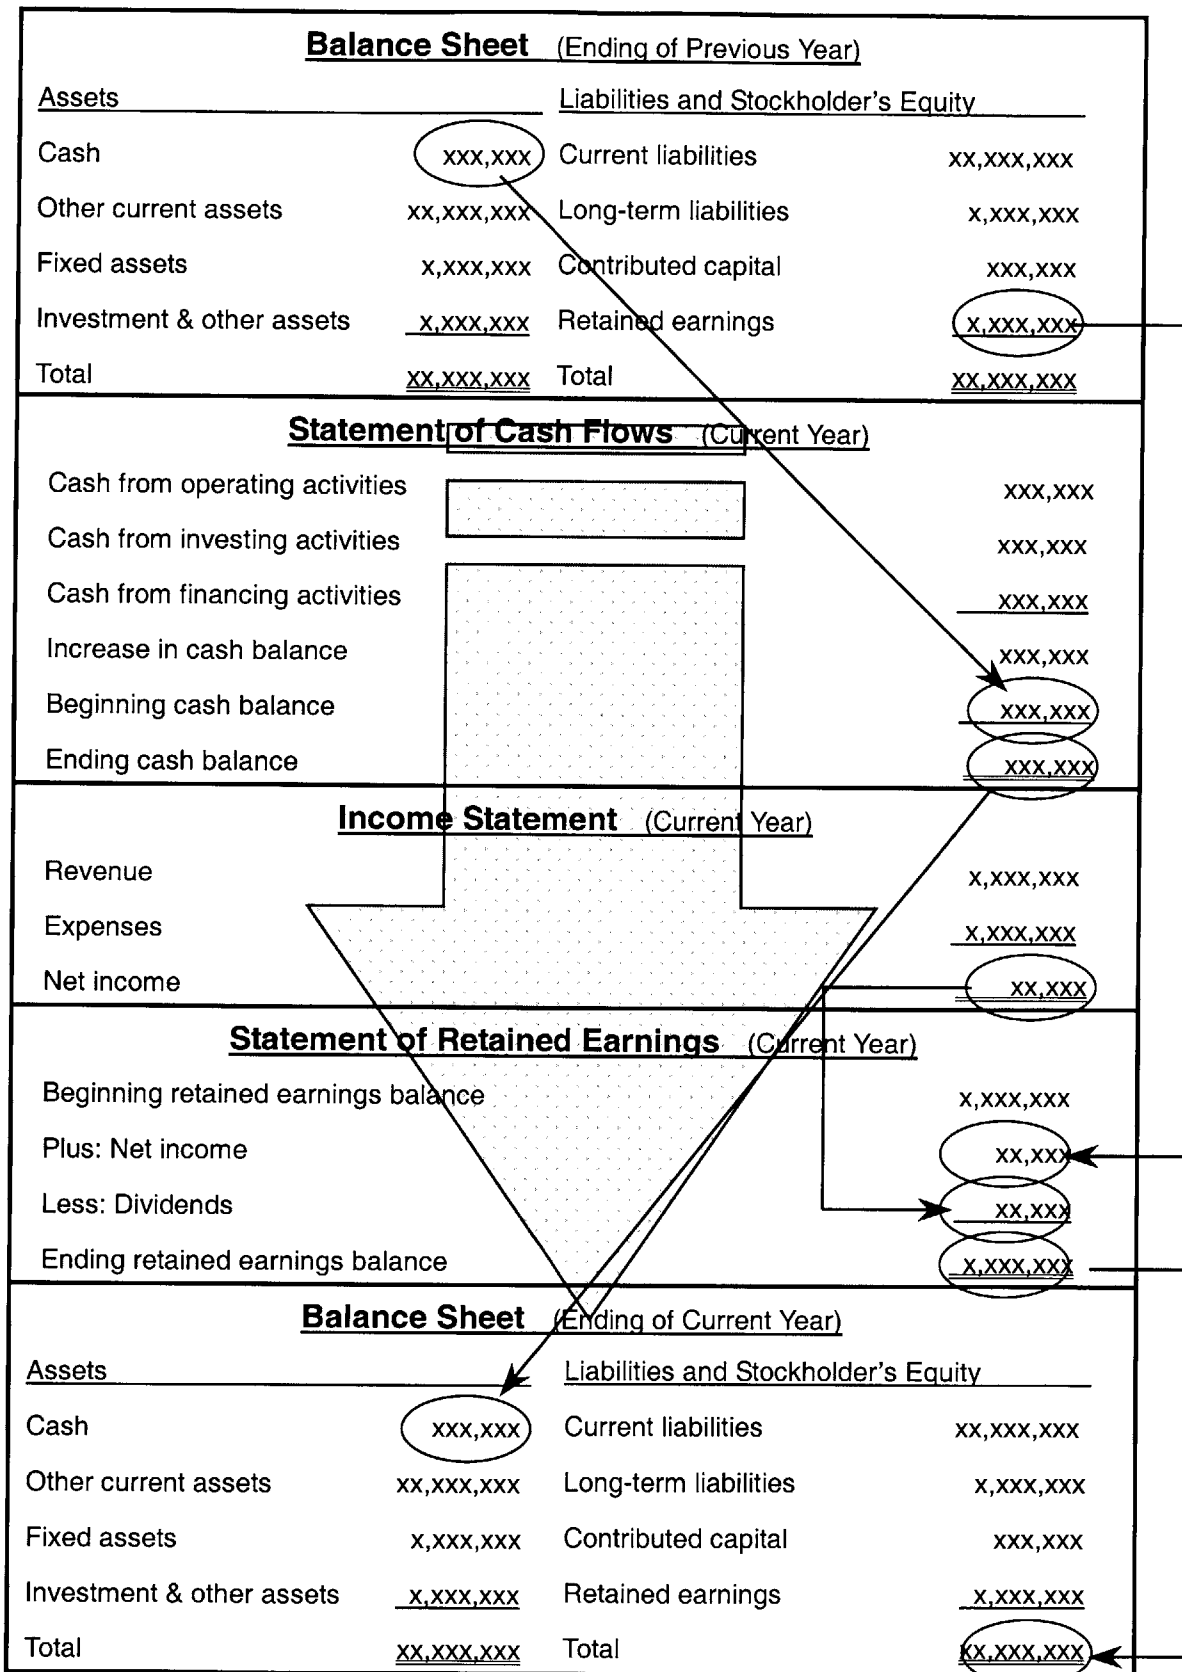 Balance Sheet (Ending of Previous Year)
Assets Liabilities and Stockholder's Equity
Cash xxx,xxx Current liabilities xx,xxx,xxx
Other current assets xx,xxx,xxx Long-term liabilities x,xxx,xxx
Fixed assets x,xxx,xxx Contributed capital xxx,xxx
Investment & other assets x,xxx,xxx Retained earnings x,xxx,xxx
Total xx,xxx,xxx Total xx,xxx,xxx
Statement of Cash Flows (Current Year)
Cash from operating activities xxx,xxx
Cash from investing activities xxx,xxx
Cash from financing activities xxx,xxx
Increase in cash balance xxx,xxx
Beginning cash balance xxx,xxx
Ending cash balance xxx,xxx
Income Statement (Current Year)
Revenue x,xxx,xxx
Expenses x,xxx,xxx
Net income xx,xxx
Statement of Retained Earnings (Current Year)
Beginning retained earnings balance x,xxx,xxx
Plus: Net income xx,xxx
Less: Dividends xx,xxx
Ending retained earnings balance x,xxx,xxx
Balance Sheet (Ending of Current Year)
Assets Liabilities and Stockholder's Equity
Cash xxx,xxx Current liabilities xx,xxx,xxx
Other current assets xx,xxx,xxx Long-term liabilities x,xxx,xxx
Fixed assets x,xxx,xxx Contributed capital xxx,xxx
Investment & other assets x,xxx,xxx Retained earnings x,xxx,xxx
Total xx,xxx,xxx Total xx,xxx,xxx